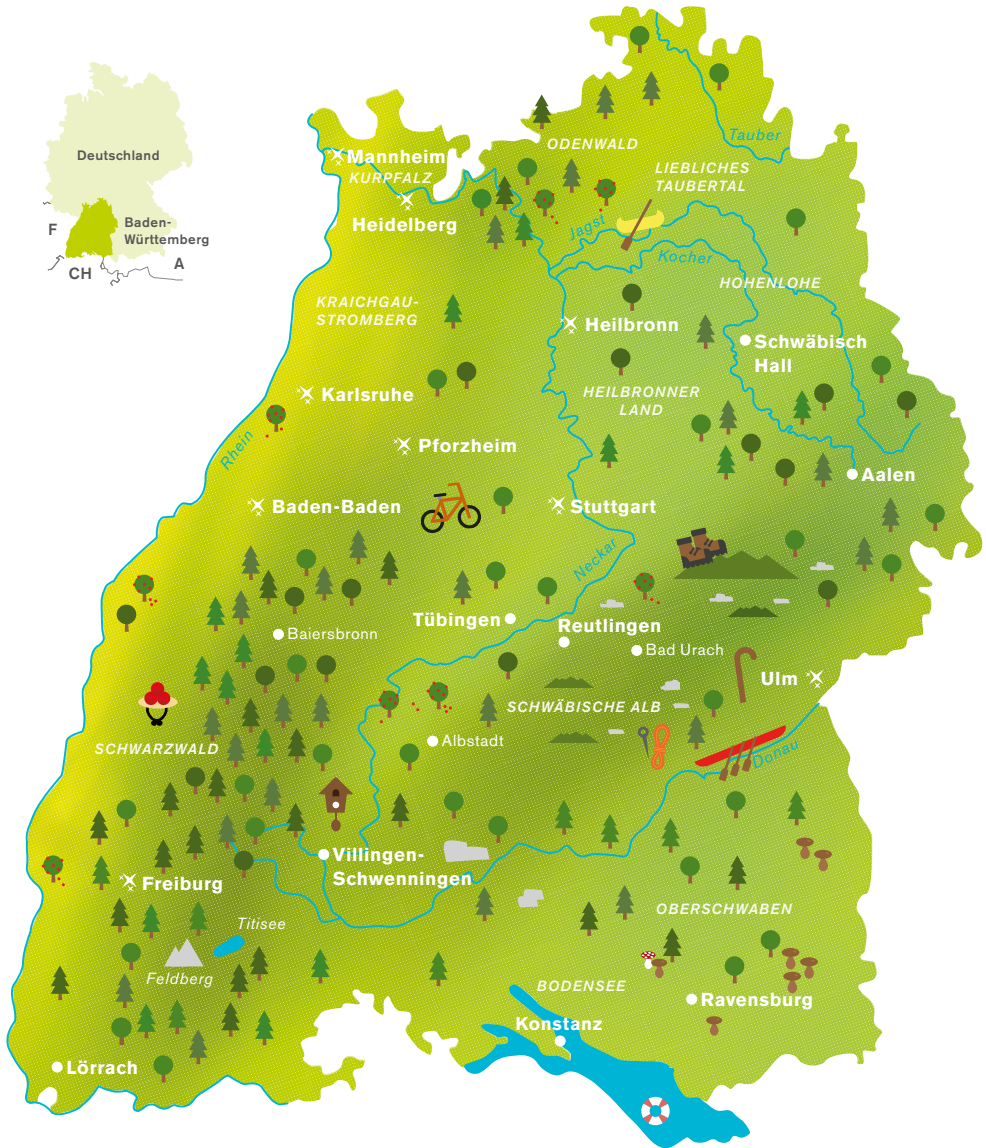 Deutschland
F
Baden-
Württemberg
CH
A
Tauber
ODENWALD
Mannheim
KURPFALZ
LIEBLICHES
TAUBERTAL
Heidelberg
Jagst
Kocher
HOHENLOHE
KRAICHGAU-
STROMBERG
Heilbronn
Schwäbisch
Hall
Karlsruhe
HEILBRONNER
LAND
Rhein
Pforzheim
Aalen
Baden-Baden
Stuttgart
Neckar
Tübingen
Reutlingen
Baiersbronn
Bad Urach
Ulm
SCHWÄBISCHE ALB
SCHWARZWALD
Albstadt
Donau
Villingen-
Schwenningen
Freiburg
OBERSCHWABEN
Titisee
Feldberg
BODENSEE
Ravensburg
Konstanz
Lörrach